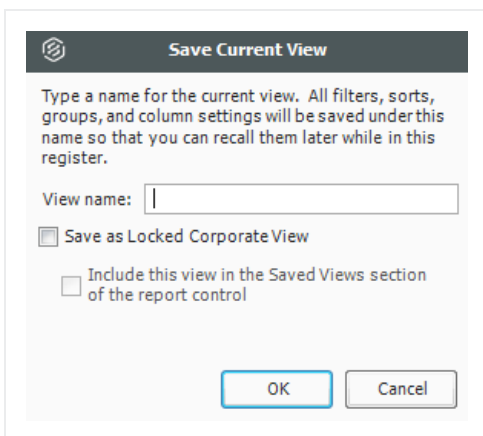 Save Current View
Type a name for the current view. All filters, sorts,
groups, and column settings will be saved under this
name so that you can recall them later while in this
register.
View name:
Save as Locked Corporate View
Include this view in the Saved Views section
of the report control
OK Cancel